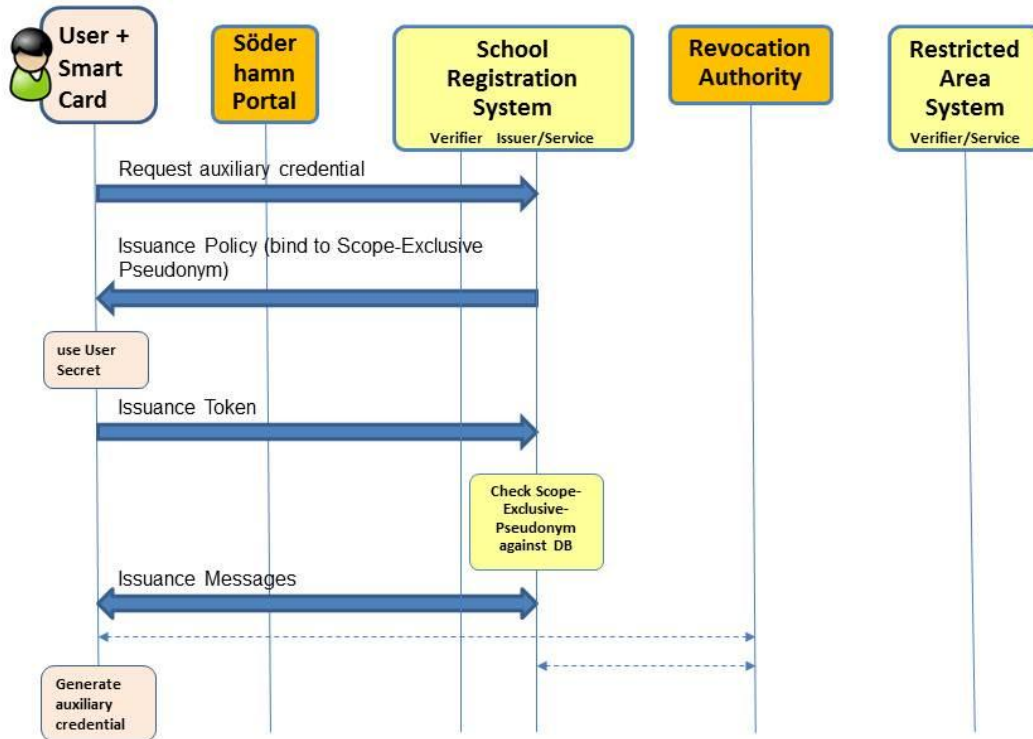 User +
Smart
Card
Söder
hamn
Portal
School
Registration
System
Verifier Issuer/Service
Revocation
Authority
Restricted
Area
System
Verifier/Service
Request auxiliary credential
Issuance Policy (bind to Scope-Exclusive
Pseudonym)
use User
Secret
Issuance Token
Check Scope-
Exclusive-
Pseudonym
against DB
Issuance Messages
Generate
auxiliary
credential